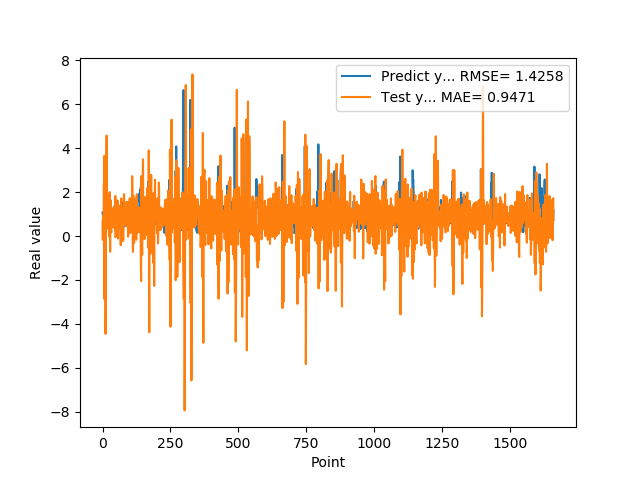 8
6
4
2
0
−2
−4
−6
−8
Real value
Predict y... RMSE= 1.4258
Test y... MAE= 0.9471
0 250 500 750 1000 1250 1500
Point